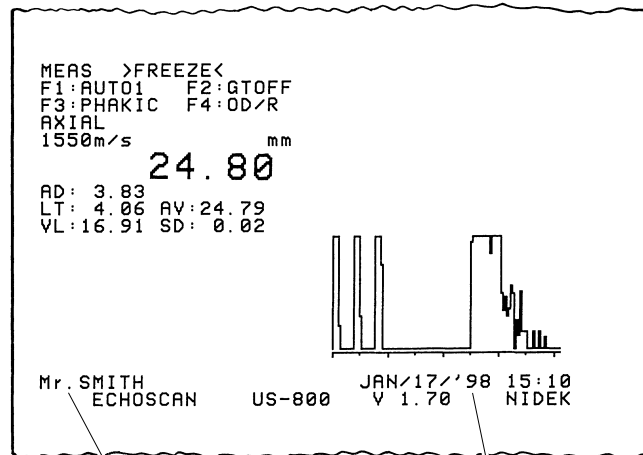 MEAS >FREEZE<
F1:AUTO1 F2:GTOFF
F3:PHAKIC F4:OD/R
AXIAL
1550m/s mm
24.80
AD: 3.83
LT: 4.06 AV:24.79
VL:16.91 SD: 0.02
Mr.SMITH JAN/17/'98 15:10
ECHOSCAN US-800 V 1.70 NIDEK